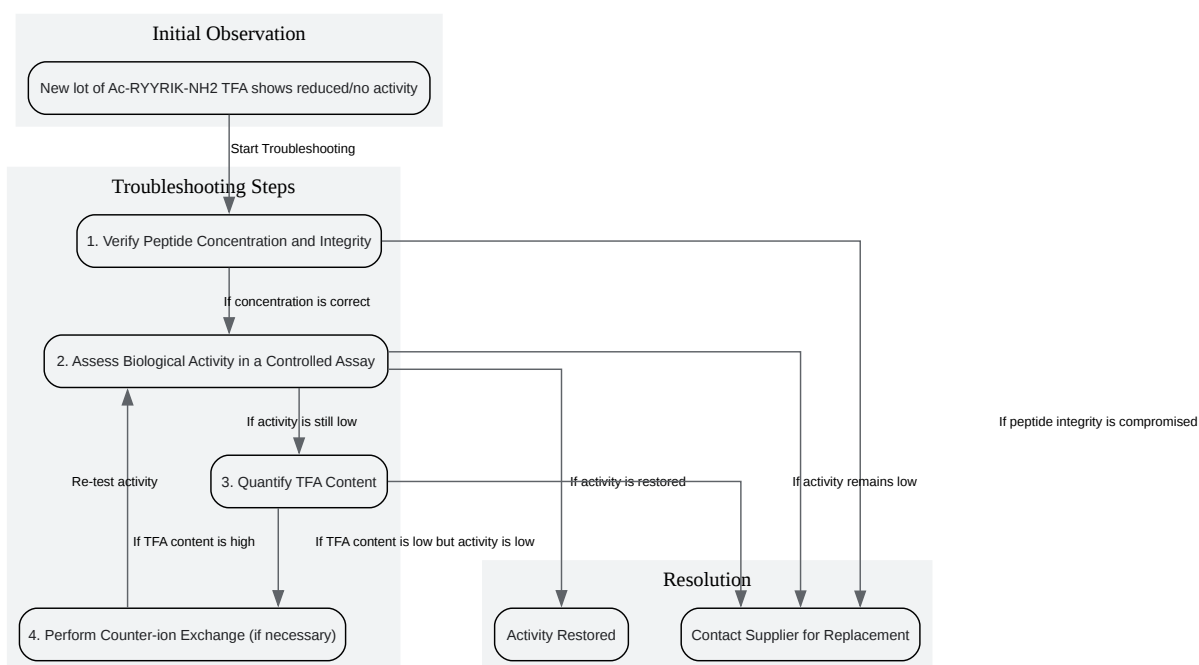 Initial Observation
New lot of Ac-RYYRIK-NH2 TFA shows reduced/no activity
Start Troubleshooting
Troubleshooting Steps
1. Verify Peptide Concentration and Integrity
If concentration is correct
2. Assess Biological Activity in a Controlled Assay
If activity is still low
If peptide integrity is compromised
Re-test activity
3. Quantify TFA Content
If activity is restored
If activity remains low
If TFA content is high
If TFA content is low but activity is low
Resolution
4. Perform Counter-ion Exchange (if necessary)
Activity Restored
Contact Supplier for Replacement